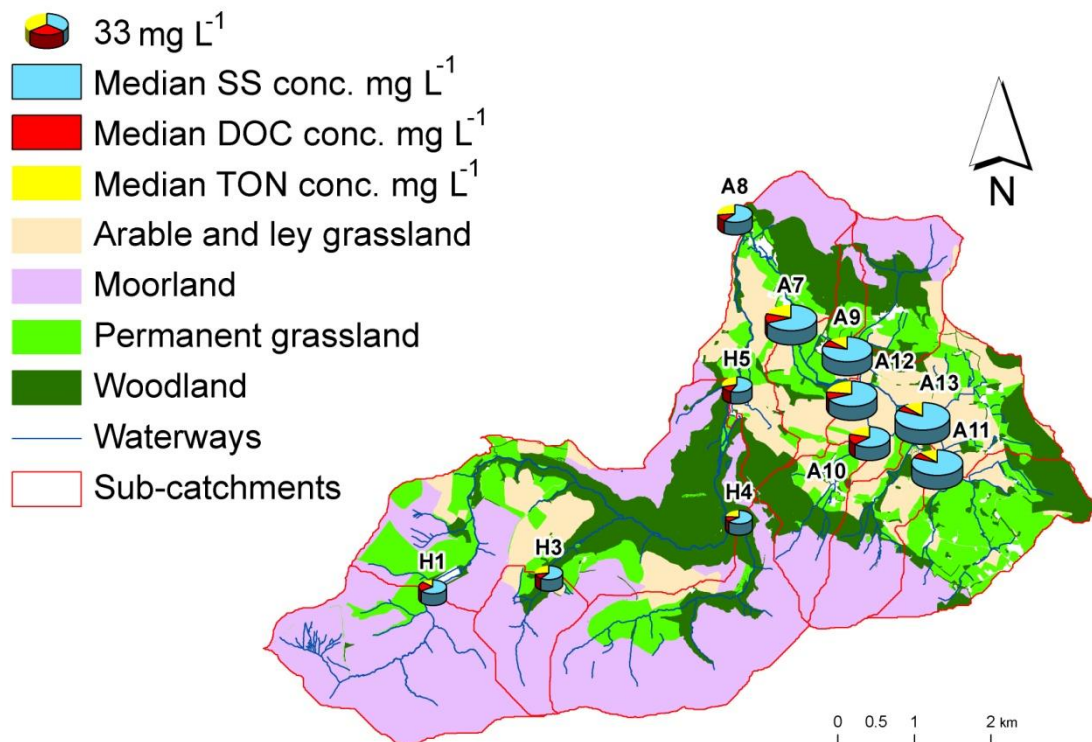 33 mg L-1
Median SS conc. mg L-1
Median DOC conc. mg L-1
Median TON conc. mg L-1
Arable and ley grassland
Moorland
Permanent grassland
Woodland
Waterways
Sub-catchments
N
A8
A7
A9
H5
A12
A13
A11
A10
H4
H3
H1
0 0.5 1 2 km